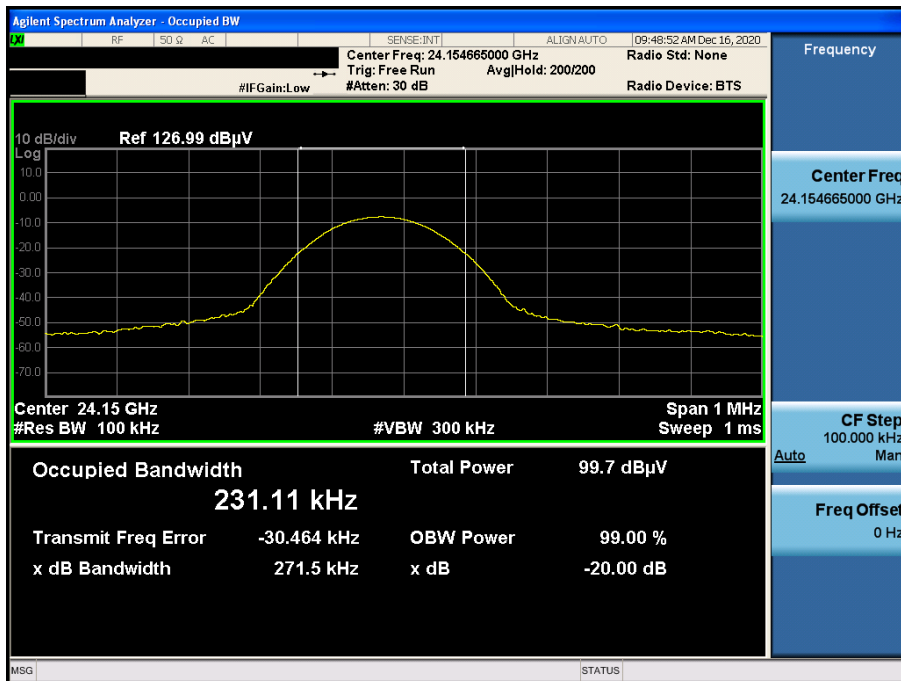 Agilent Spectrum Analyzer - Occupied BW
LXI RF 50 Ω AC SENSE:INT ALIGNAUTO 09:48:52 AM Dec 16, 2020
Center Freq: 24.154665000 GHz Radio Std: None
Trig: Free Run Avg|Hold: 200/200
#IFGain:Low #Atten: 30 dB Radio Device: BTS
10 dB/div Ref 126.99 dBµV
Log
10.0
0.00
-10.0
-20.0
-30.0
-40.0
-50.0
-60.0
-70.0
Center 24.15 GHz Span 1 MHz
#Res BW 100 kHz #VBW 300 kHz Sweep 1 ms
Occupied Bandwidth Total Power 99.7 dBµV
231.11 kHz
Transmit Freq Error -30.464 kHz OBW Power 99.00 %
x dB Bandwidth 271.5 kHz x dB -20.00 dB
MSG STATUS
Frequency
Center Freq
24.154665000 GHz
CF Step
100.000 kHz
Auto Man
Freq Offset
0 Hz